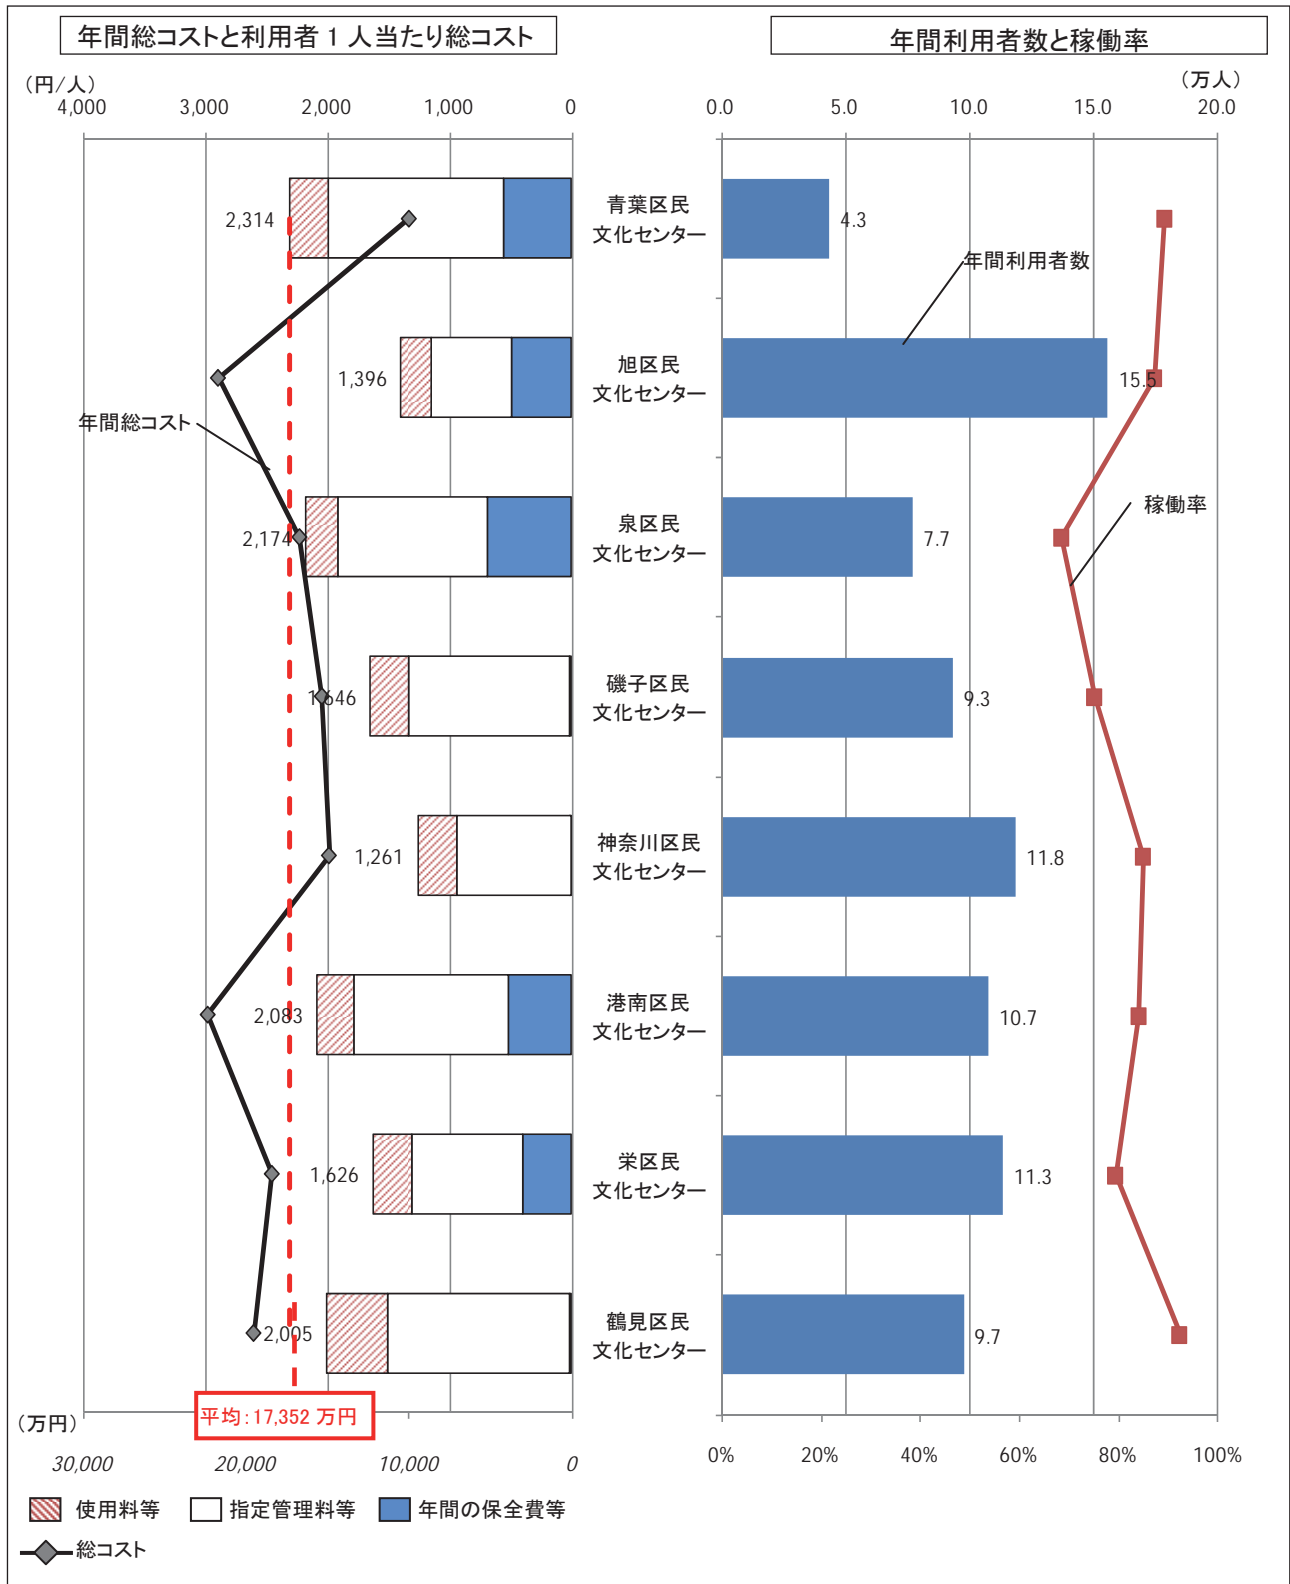 年間総コストと利用者1人当たり総コスト
年間利用者数と稼働率
（円/人）
4,000 3,000 2,000 1,000 0
（万人）
0.0 5.0 10.0 15.0 20.0
2,314
青葉区民
文化センター
4.3
年間利用者数
1,396
旭区民
文化センター
15.5
年間総コスト
2,174
泉区民
文化センター
7.7
稼働率
1,646
磯子区民
文化センター
9.3
1,261
神奈川区民
文化センター
11.8
2,083
港南区民
文化センター
10.7
1,626
栄区民
文化センター
11.3
2,005
鶴見区民
文化センター
9.7
平均：17,352 万円
（万円）
30,000 20,000 10,000 0
0% 20% 40% 60% 80% 100%
使用料等 指定管理料等 年間の保全費等
総コスト